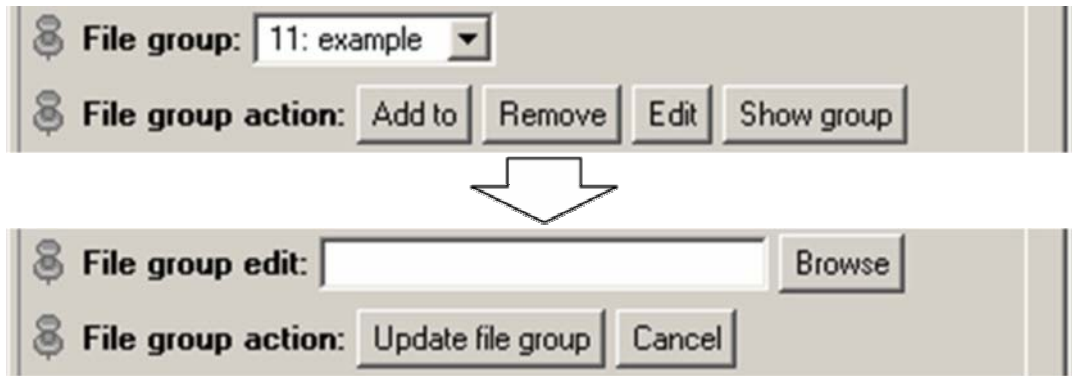 File group: 11: example
File group action: Add to Remove Edit Show group
File group edit: Browse
File group action: Update file group Cancel